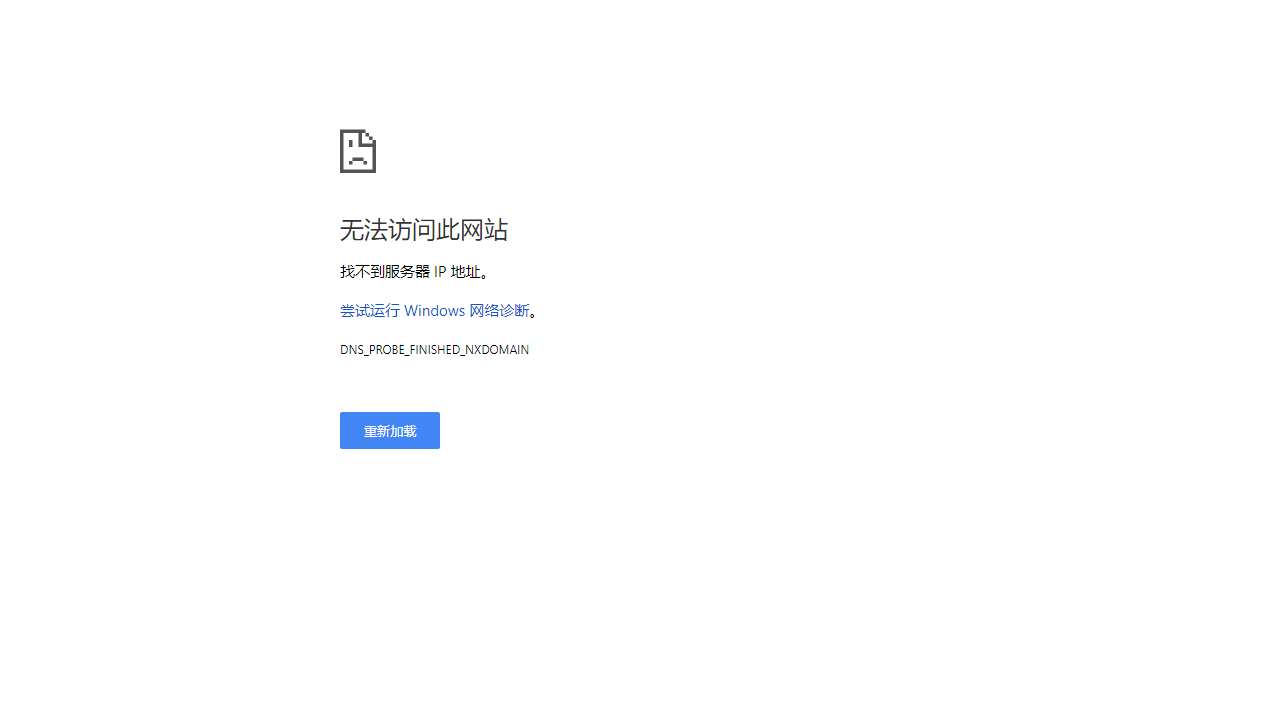 无法访问此网站
找不到服务器 IP 地址。
尝试运行 Windows 网络诊断。
DNS_PROBE_FINISHED_NXDOMAIN
重新加载